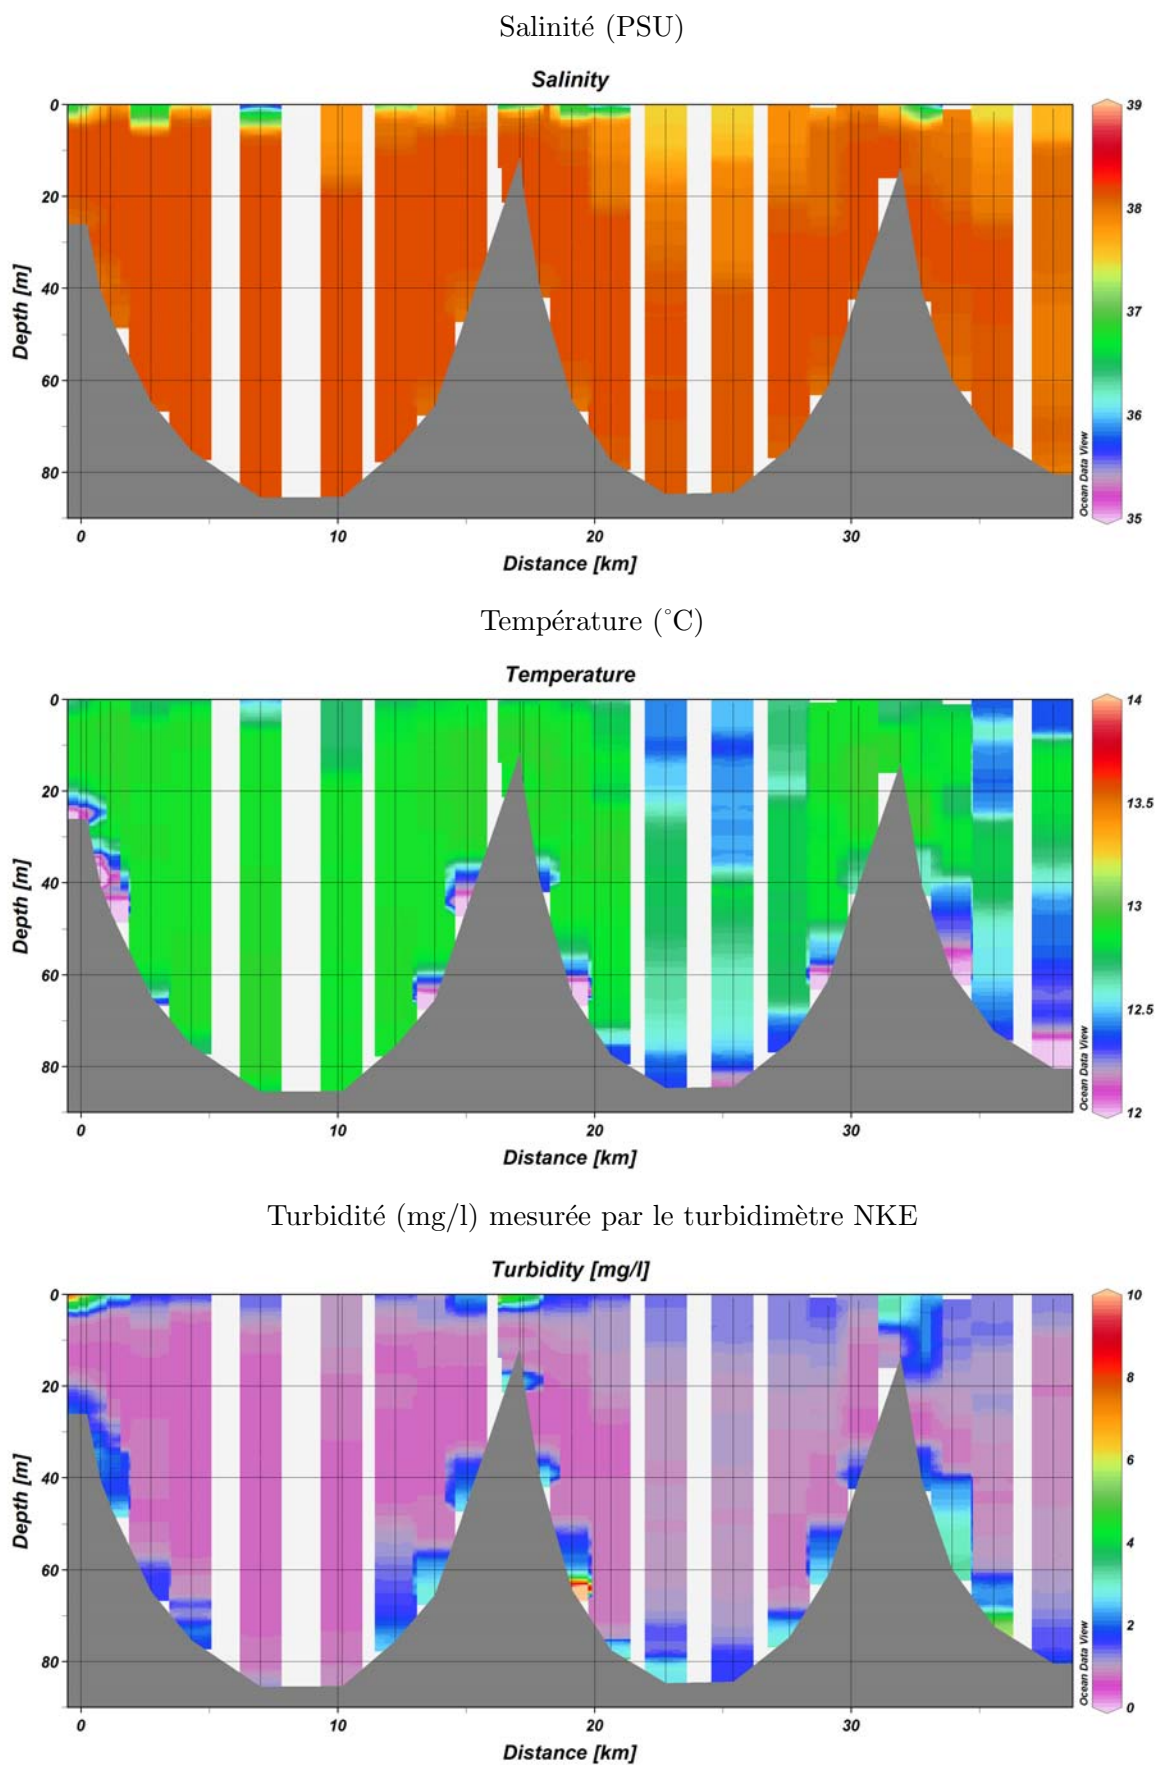 Salinité (PSU)
Salinity
0
20
40
60
80
Depth [m]
0
10
20
30
Distance [km]
39
38
37
36
35
Ocean Data View
Température (°C)
Temperature
0
20
40
60
80
Depth [m]
0
10
20
30
Distance [km]
14
13.5
13
12.5
12
Ocean Data View
Turbidité (mg/l) mesurée par le turbidimètre NKE
Turbidity [mg/l]
0
20
40
60
80
Depth [m]
0
10
20
30
Distance [km]
10
8
6
4
2
0
Ocean Data View